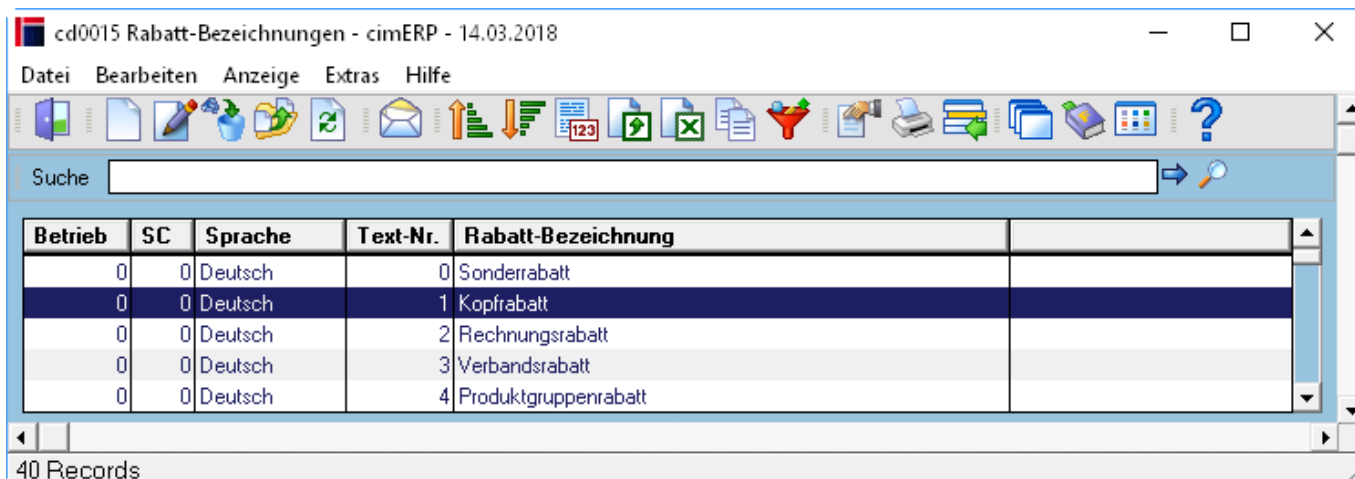 cd0015 Rabatt-Bezeichnungen - cimERP - 14.03.2018
Datei Bearbeiten Anzeige Extras Hilfe
123
Suche
Betrieb SC Sprache Text-Nr. Rabatt-Bezeichnung
0 0 Deutsch 0 Sonderrabatt
0 0 Deutsch 1 Kopfrabatt
0 0 Deutsch 2 Rechnungsrabatt
0 0 Deutsch 3 Verbandsrabatt
0 0 Deutsch 4 Produktgruppenrabatt
40 Records